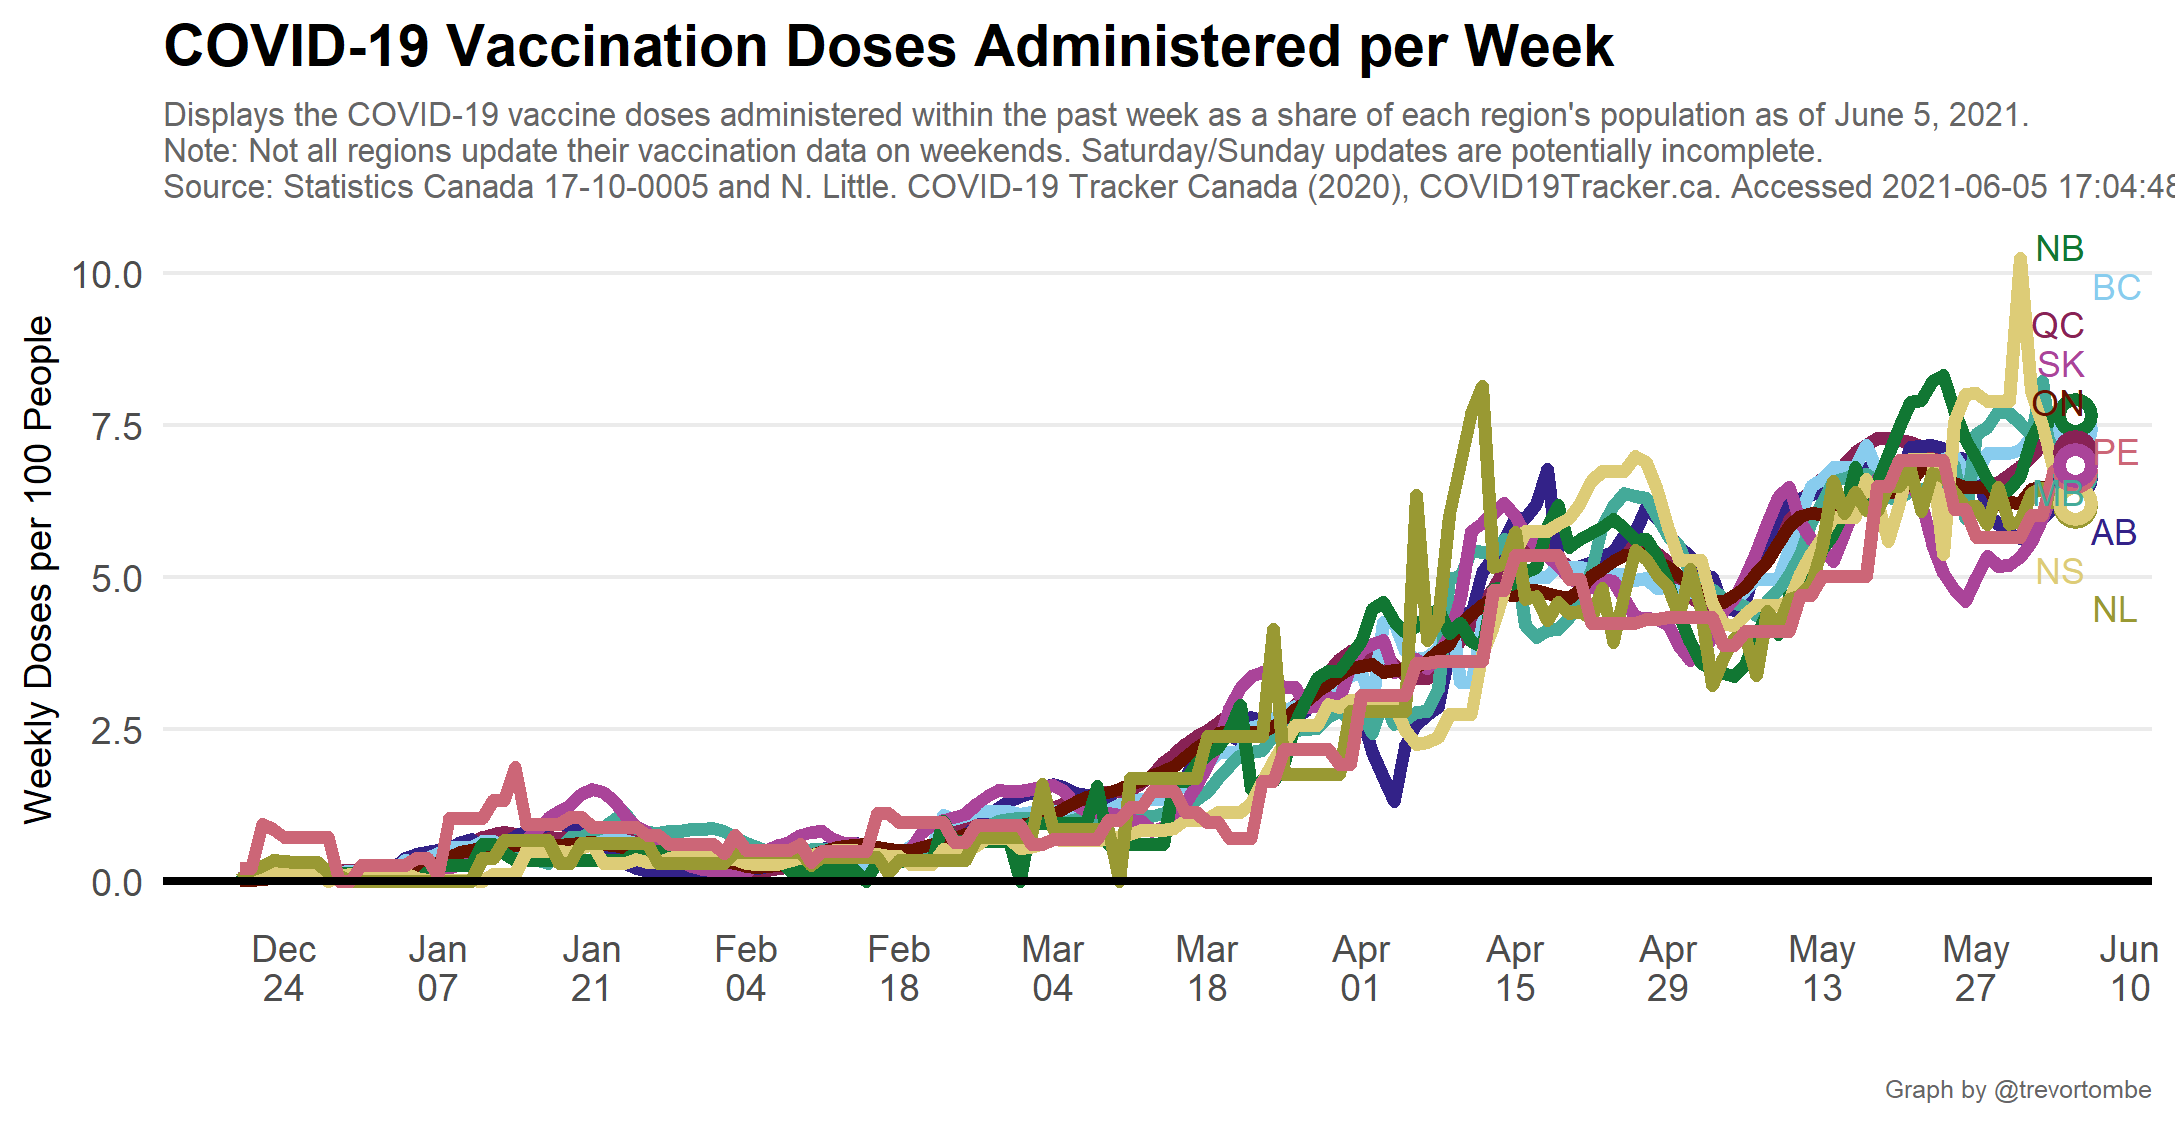 COVID-19 Vaccination Doses Administered per Week
Displays the COVID-19 vaccine doses administered within the past week as a share of each region's population as of June 5, 2021.
Note: Not all regions update their vaccination data on weekends. Saturday/Sunday updates are potentially incomplete.
Source: Statistics Canada 17-10-0005 and N. Little. COVID-19 Tracker Canada (2020), COVID19Tracker.ca. Accessed 2021-06-05 17:04:48
Weekly Doses per 100 People
10.0
7.5
5.0
2.5
0.0
NB
BC
QC
SK
ON
PE
MB
AB
NS
NL
Dec 24
Jan 07
Jan 21
Feb 04
Feb 18
Mar 04
Mar 18
Apr 01
Apr 15
Apr 29
May 13
May 27
Jun 10
Graph by @trevortombe